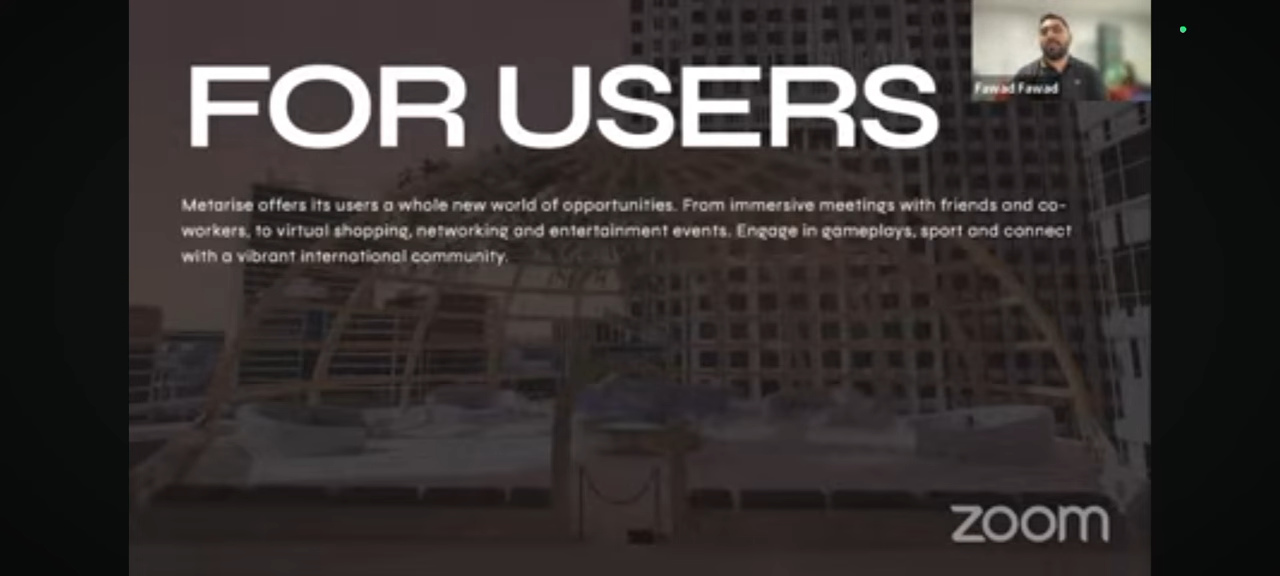 FOR USERS
Fawad Fawad
Metarise offers its users a whole new world of opportunities. From immersive meetings with friends and co-
workers, to virtual shopping, networking and entertainment events. Engage in gameplays, sport and connect
with a vibrant international community.
zoom